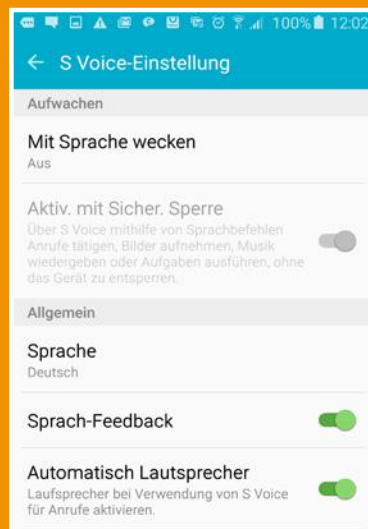 100% 12:02
S Voice-Einstellung
Aufwachen
Mit Sprache wecken
Aus
Aktiv. mit Sicher. Sperre
Über S Voice mithilfe von Sprachbefehlen
Anrufe tätigen, Bilder aufnehmen, Musik
wiedergeben oder Aufgaben ausführen, ohne
das Gerät zu entsperren.
Allgemein
Sprache
Deutsch
Sprach-Feedback
Automatisch Lautsprecher
Laufsprecher bei Verwendung von S Voice
für Anrufe aktivieren.